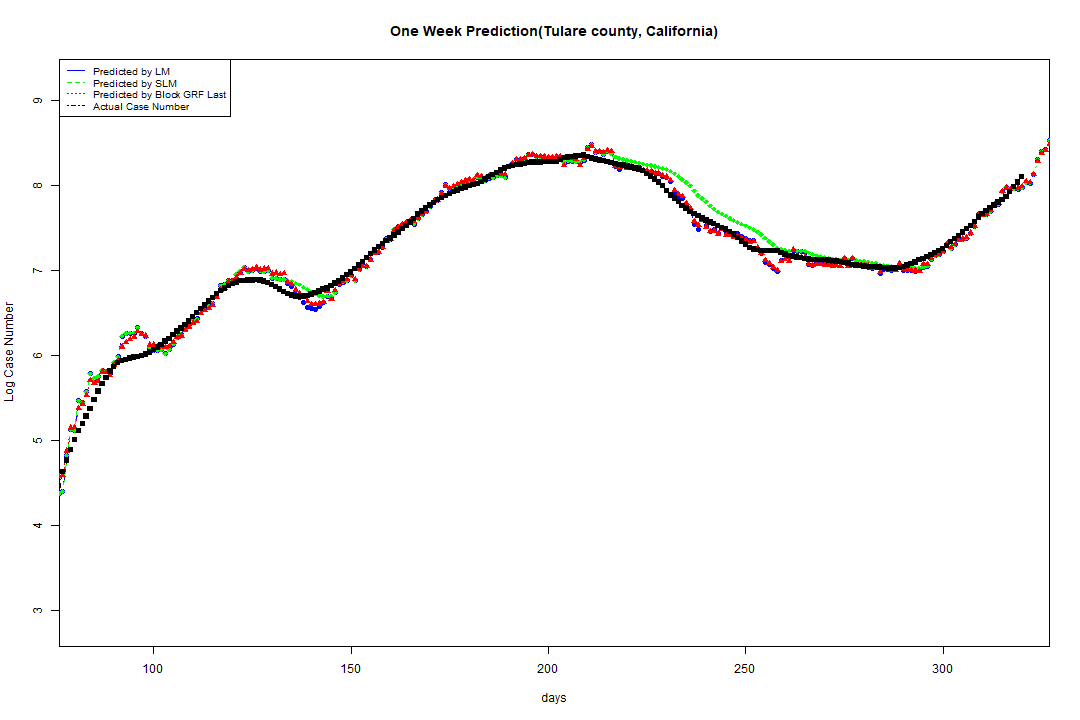 One Week Prediction(Tulare county, California)
Predicted by LM
Predicted by SLM
Predicted by Block GRF Last
Actual Case Number
Log Case Number
9
8
7
6
5
4
3
100 150 200 250 300
days